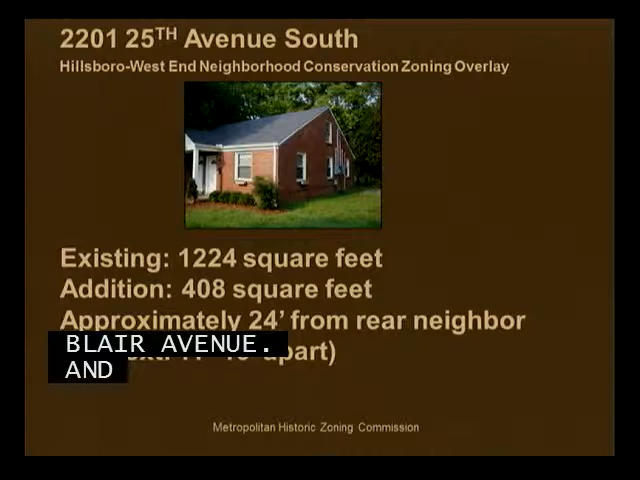 2201 25TH Avenue South
Hillsboro-West End Neighborhood Conservation Zoning Overlay
Existing: 1224 square feet
Addition: 408 square feet
Approximately 24' from rear neighbor
apart)
BLAIR AVENUE.
AND
Metropolitan Historic Zoning Commission